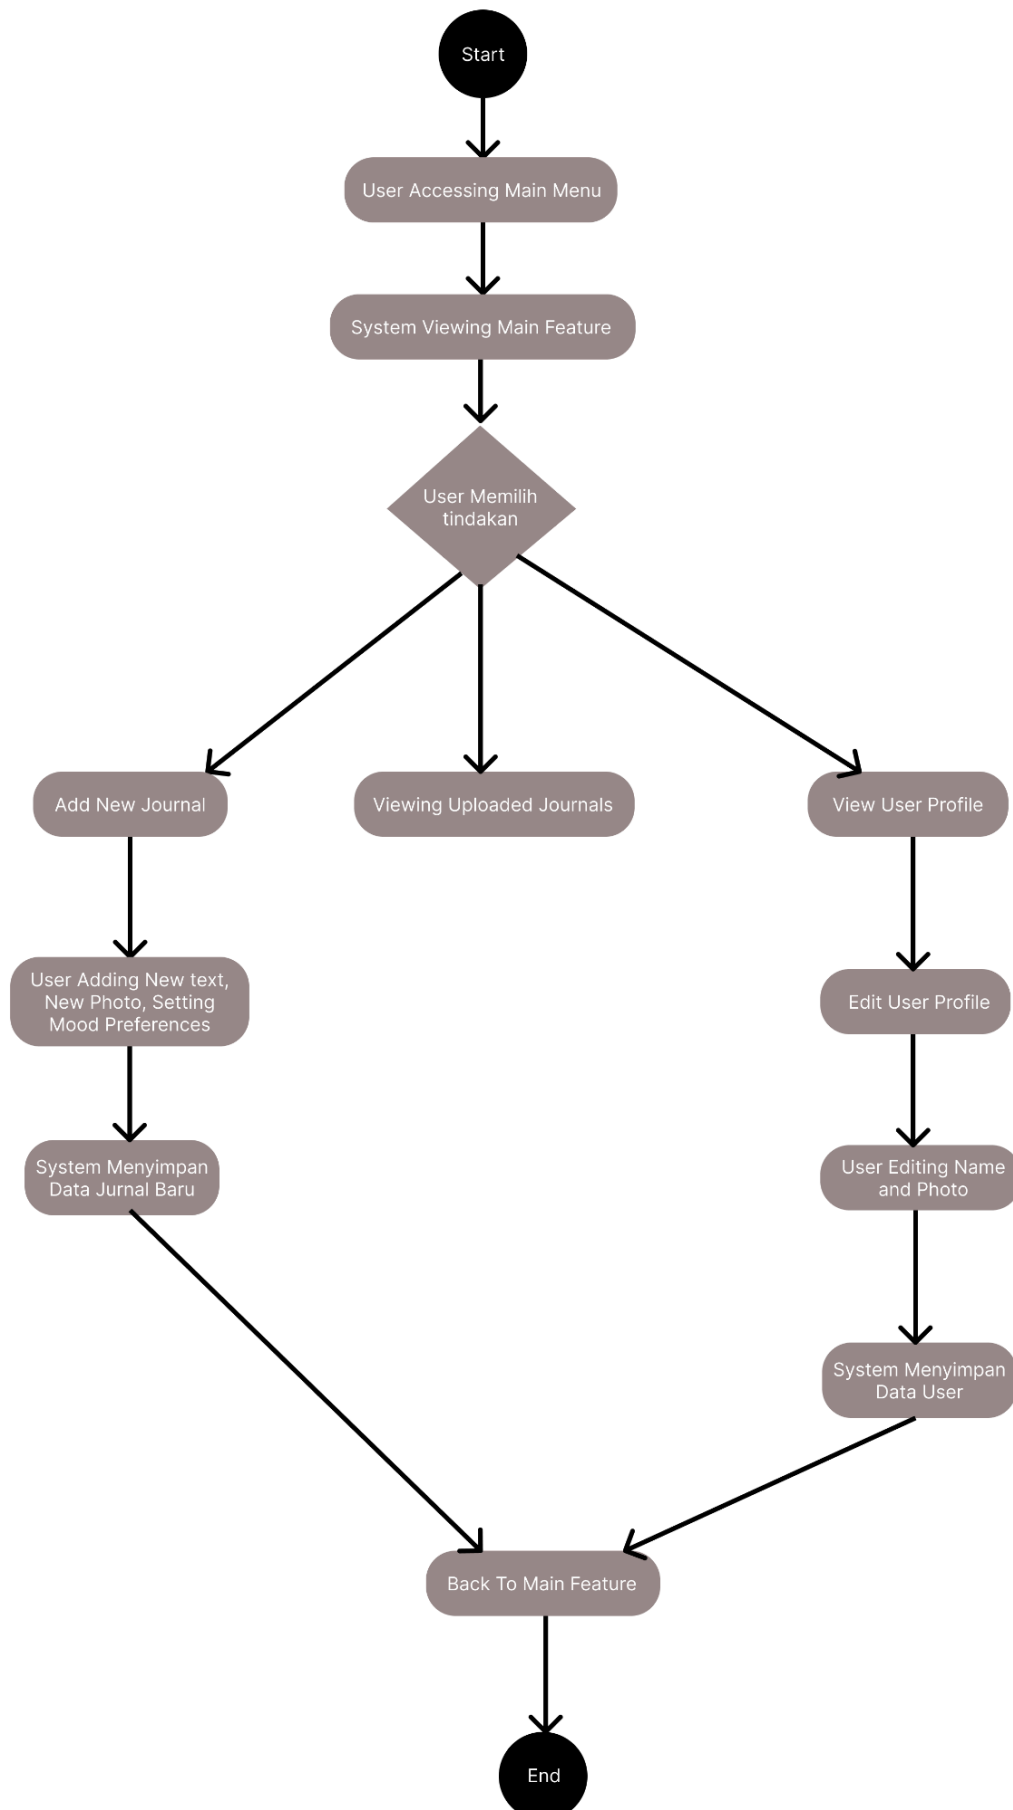 Start
User Accessing Main Menu
System Viewing Main Feature
User Memilih
tindakan
Add New Journal
Viewing Uploaded Journals
View User Profile
User Adding New text,
New Photo, Setting
Mood Preferences
Edit User Profile
System Menyimpan
Data Jurnal Baru
User Editing Name
and Photo
System Menyimpan
Data User
Back To Main Feature
End